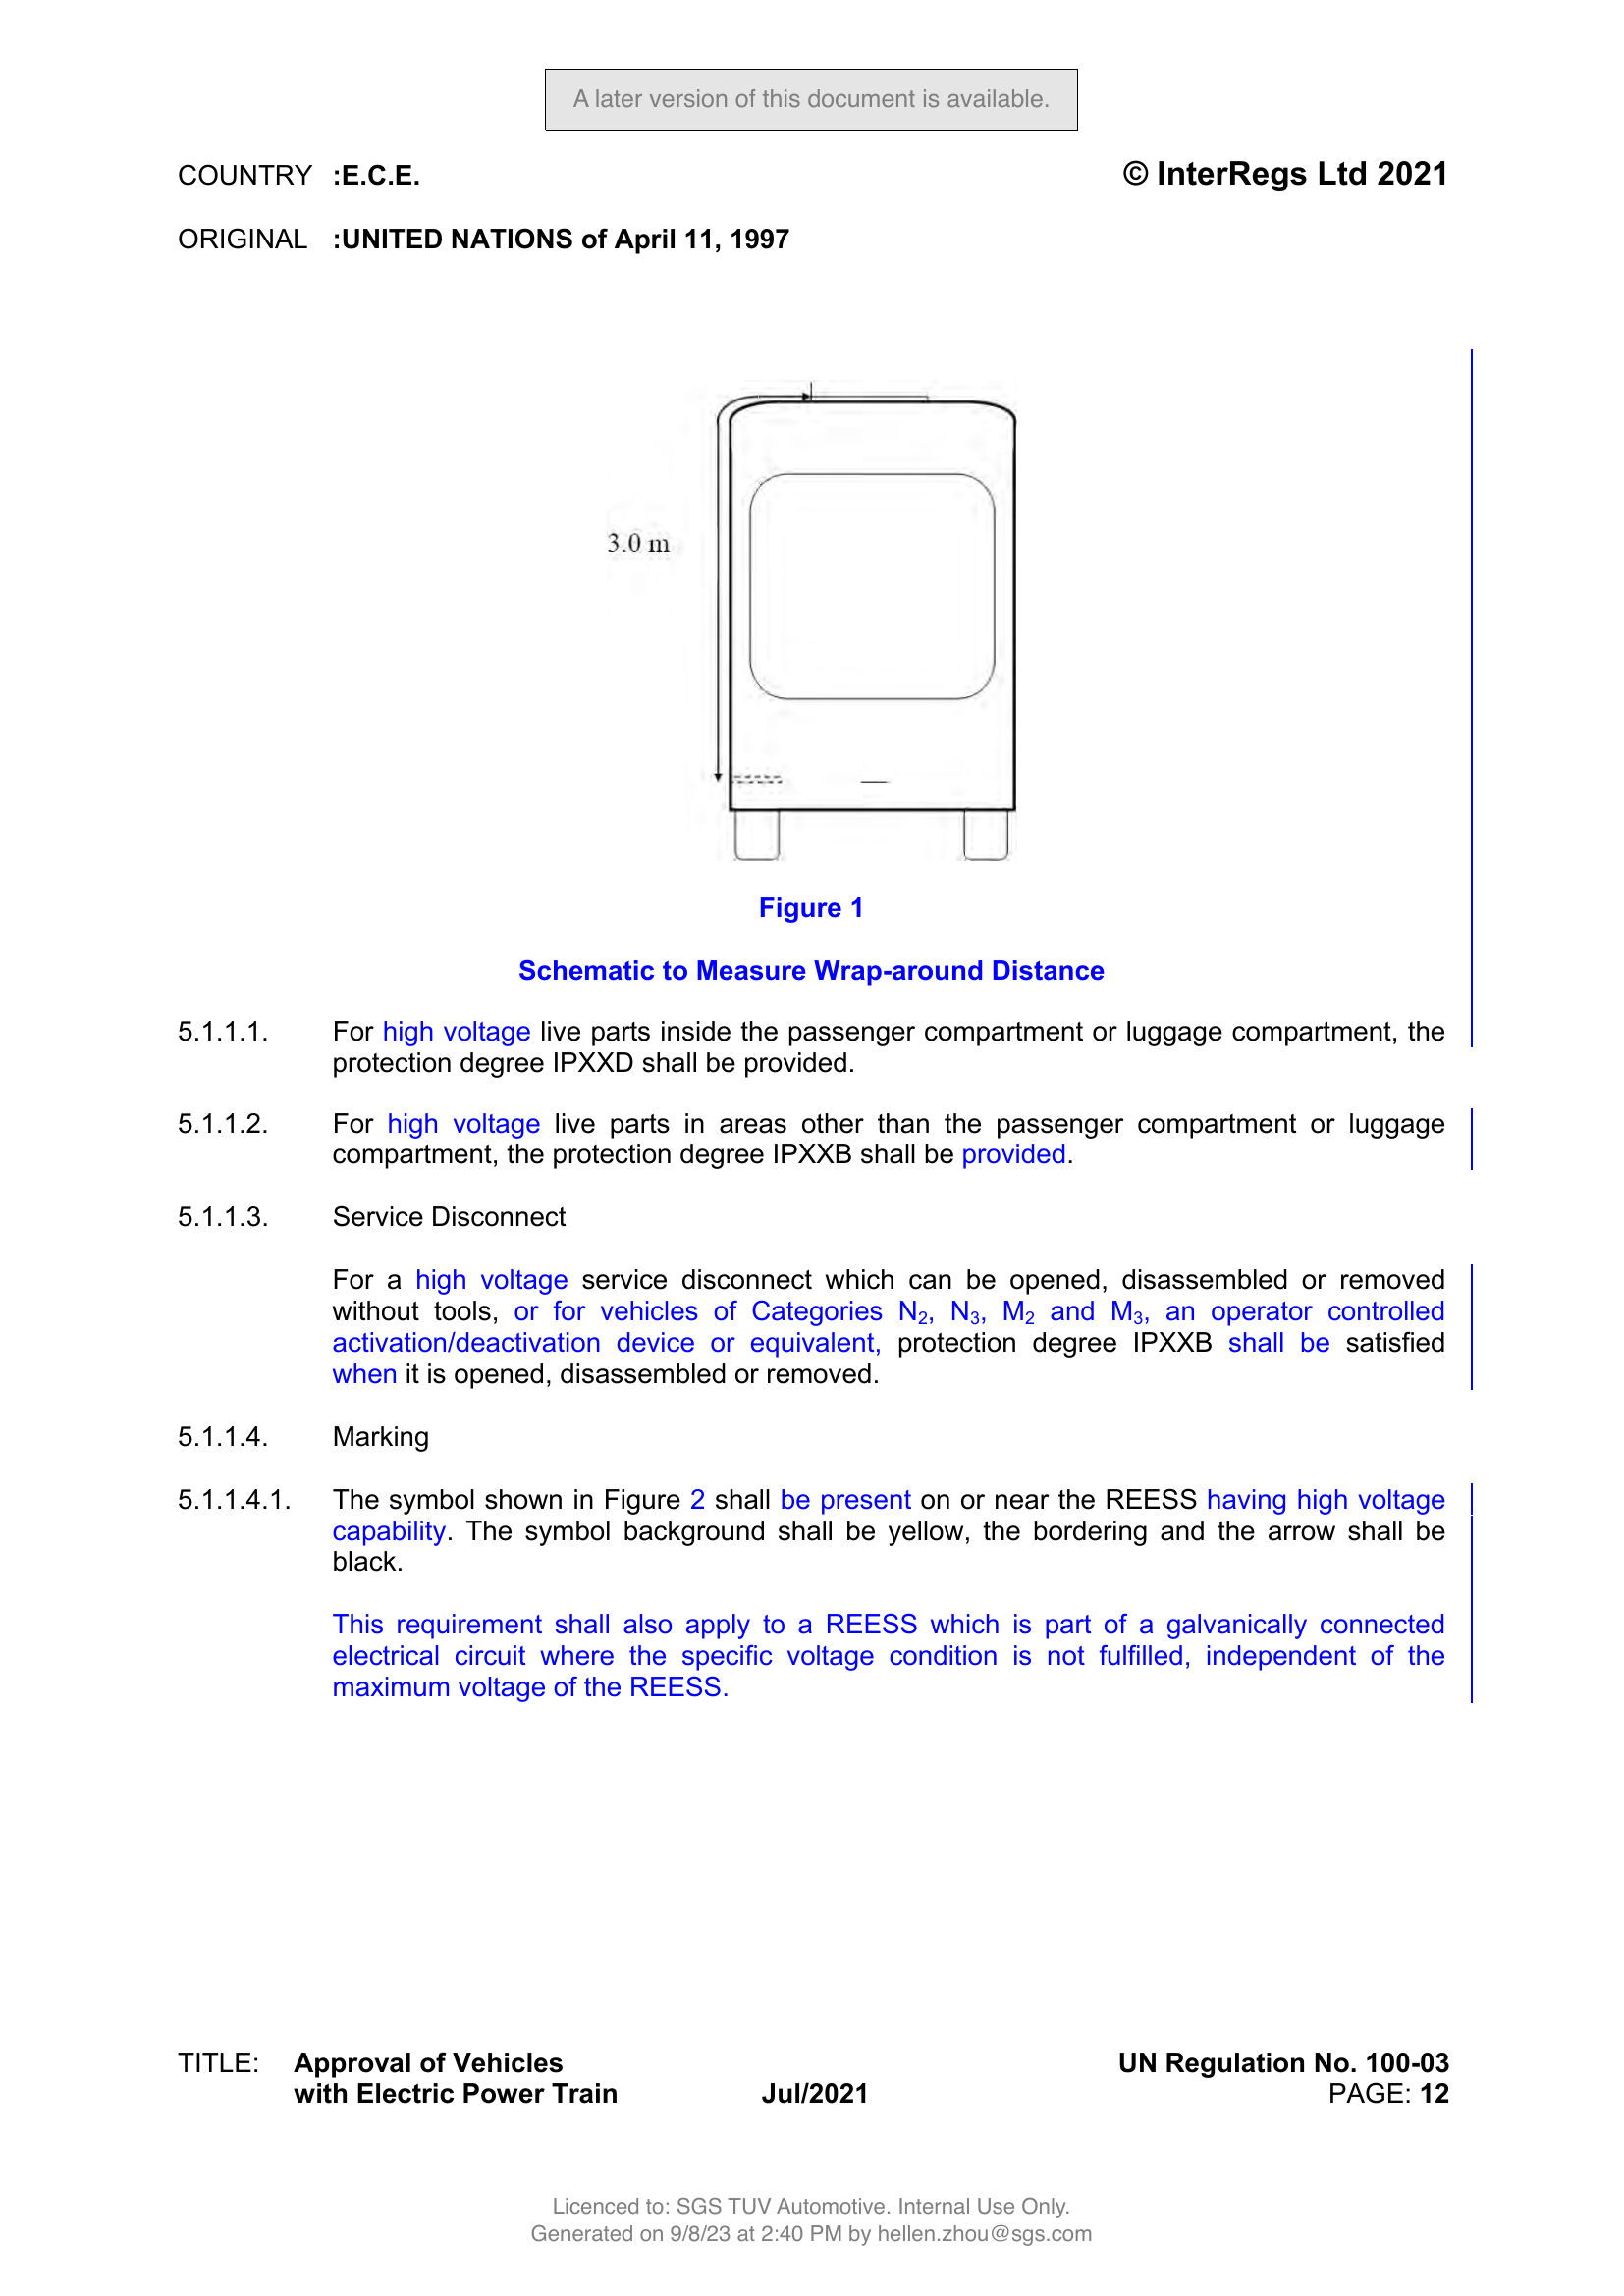 A later version of this document is available.
COUNTRY :E.C.E.
© InterRegs Ltd 2021
ORIGINAL :UNITED NATIONS of April 11, 1997
3.0 m
Figure 1
Schematic to Measure Wrap-around Distance
5.1.1.1. For high voltage live parts inside the passenger compartment or luggage compartment, the
protection degree IPXXD shall be provided.
5.1.1.2. For high voltage live parts in areas other than the passenger compartment or luggage
compartment, the protection degree IPXXB shall be provided.
5.1.1.3. Service Disconnect
For a high voltage service disconnect which can be opened, disassembled or removed
without tools, or for vehicles of Categories N2, N3, M2 and M3, an operator controlled
activation/deactivation device or equivalent, protection degree IPXXB shall be satisfied
when it is opened, disassembled or removed.
5.1.1.4. Marking
5.1.1.4.1. The symbol shown in Figure 2 shall be present on or near the REESS having high voltage
capability. The symbol background shall be yellow, the bordering and the arrow shall be
black.
This requirement shall also apply to a REESS which is part of a galvanically connected
electrical circuit where the specific voltage condition is not fulfilled, independent of the
maximum voltage of the REESS.
TITLE: Approval of Vehicles
with Electric Power Train
Jul/2021
UN Regulation No. 100-03
PAGE: 12
Licenced to: SGS TUV Automotive. Internal Use Only.
Generated on 9/8/23 at 2:40 PM by hellen.zhou@sgs.com